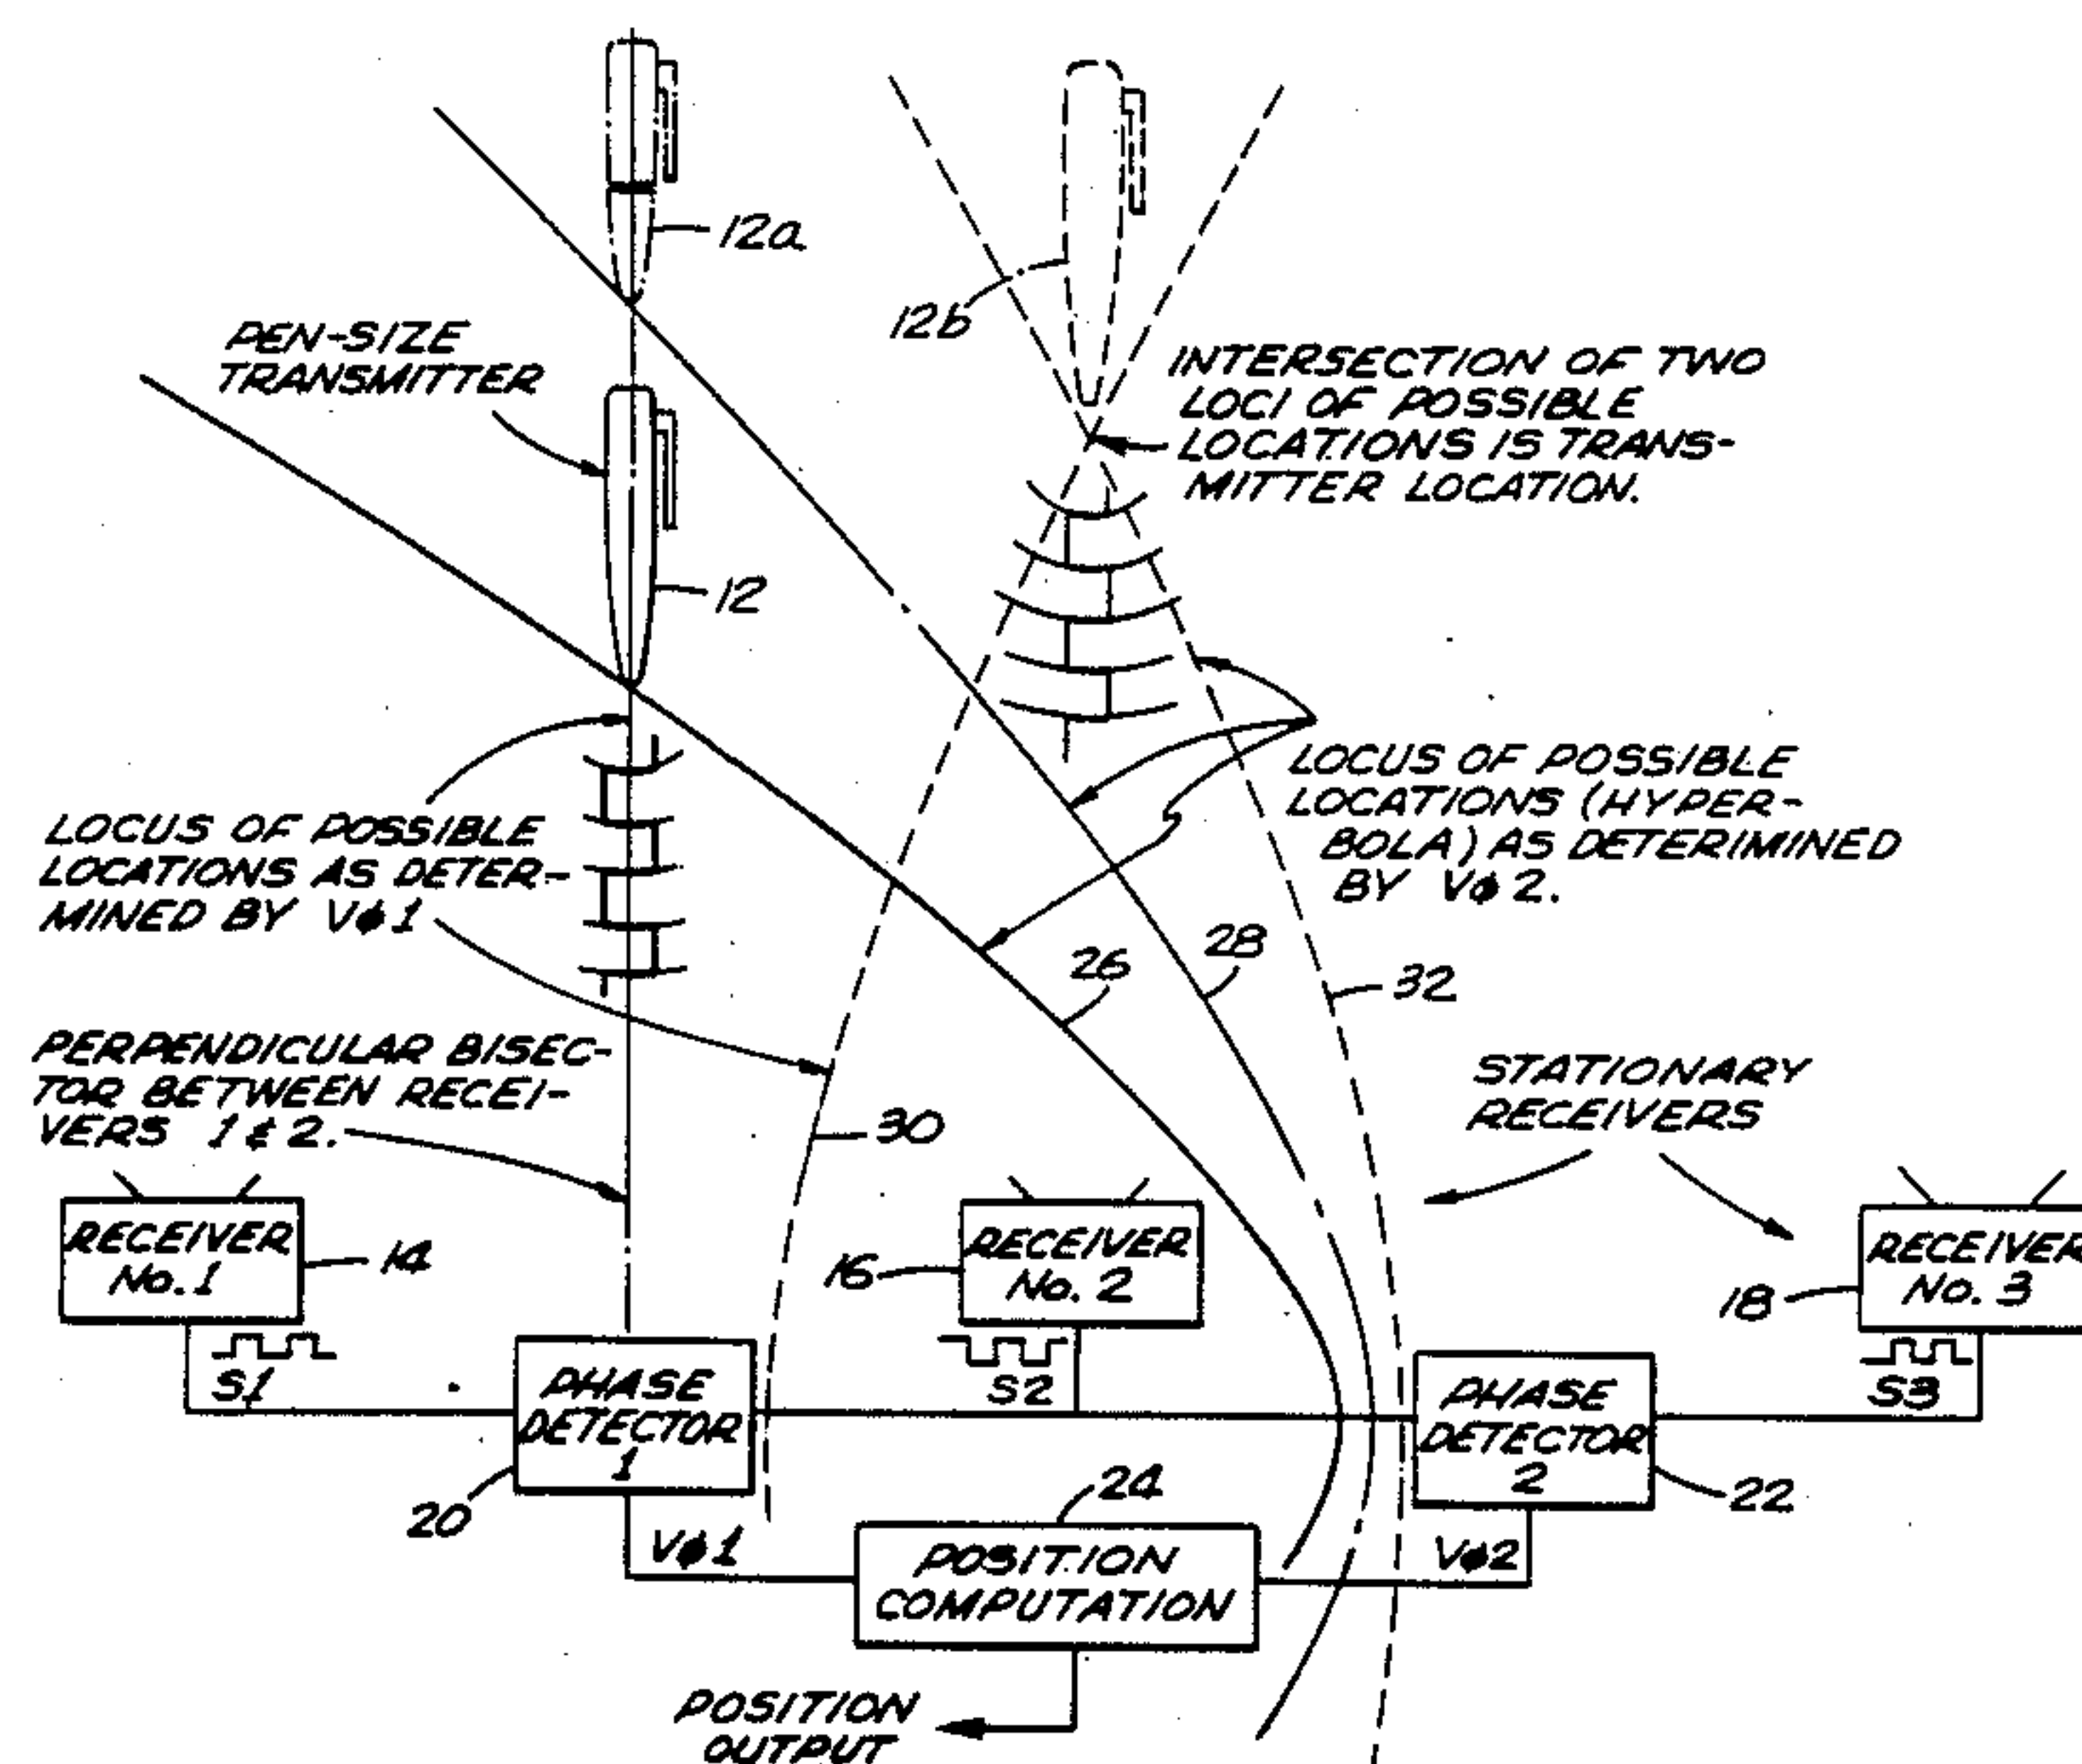 12a
12b
PEN-SIZE
TRANSMITTER
INTERSECTION OF TWO
LOCI OF POSSIBLE
LOCATIONS IS TRANS-
MITTER LOCATION.
12
LOCUS OF POSSIBLE
LOCATIONS (HYPER-
BOLA) AS DETERIMINED
BY Vφ2.
LOCUS OF POSSIBLE
LOCATIONS AS DETER-
MINED BY Vφ1
26
28
32
PERPENDICULAR BISEC-
TOR BETWEEN RECEI-
VERS 1 & 2.
30
STATIONARY
RECEIVERS
RECEIVER
No. 1
14
16
RECEIVER
No. 2
18
RECEIVER
No. 3
S1
S2
S3
PHASE
DETECTOR
1
20
PHASE
DETECTOR
2
22
24
Vφ1
POSITION
COMPUTATION
Vφ2
POSITION
OUTPUT